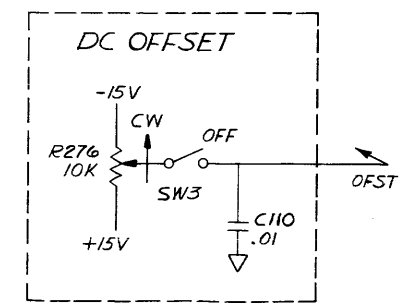 DC OFFSET
-15V
CW
OFF
R276
10K
SW3
OFST
C110
.01
+15V